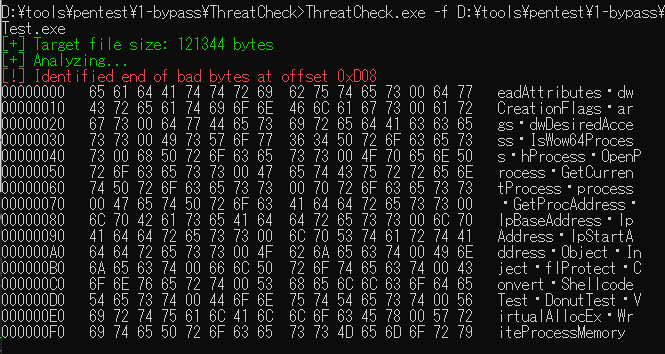 D:¥tools¥pentest¥1-bypass¥ThreatCheck>ThreatCheck.exe -f D:¥tools¥pentest¥1-bypass¥
Test.exe
[+] Target file size: 121344 bytes
[+] Analyzing...
[!] Identified end of bad bytes at offset 0xD08
00000000   65 61 64 41 74 74 72 69  62 75 74 65 73 00 64 77   eadAttributes·dw
00000010   43 72 65 61 74 69 6F 6E  46 6C 61 67 73 00 61 72   CreationFlags·ar
00000020   67 73 00 64 77 44 65 73  69 72 65 64 41 63 63 65   gs·dwDesiredAcce
00000030   73 73 00 49 73 57 6F 77  36 34 50 72 6F 63 65 73   ss·IsWow64Proces
00000040   73 00 68 50 72 6F 63 65  73 73 00 4F 70 65 6E 50   s·hProcess·OpenP
00000050   72 6F 63 65 73 73 00 47  65 74 43 75 72 72 65 6E   rocess·GetCurren
00000060   74 50 72 6F 63 65 73 73  00 70 72 6F 63 65 73 73   tProcess·process
00000070   00 47 65 74 50 72 6F 63  41 64 64 72 65 73 73 00   ·GetProcAddress·
00000080   6C 70 42 61 73 65 41 64  64 72 65 73 73 00 6C 70   lpBaseAddress·lp
00000090   41 64 64 72 65 73 73 00  6C 70 53 74 61 72 74 41   Address·lpStartA
000000A0   64 64 72 65 73 73 00 4F  62 6A 65 63 74 00 49 6E   ddress·Object·In
000000B0   6A 65 63 74 00 66 6C 50  72 6F 74 65 63 74 00 43   ject·flProtect·C
000000C0   6F 6E 76 65 72 74 00 53  68 65 6C 6C 63 6F 64 65   onvert·Shellcode
000000D0   54 65 73 74 00 44 6F 6E  75 74 54 65 73 74 00 56   Test·DonutTest·V
000000E0   69 72 74 75 61 6C 41 6C  6C 6F 63 45 78 00 57 72   irtualAllocEx·Wr
000000F0   69 74 65 50 72 6F 63 65  73 73 4D 65 6D 6F 72 79   iteProcessMemory